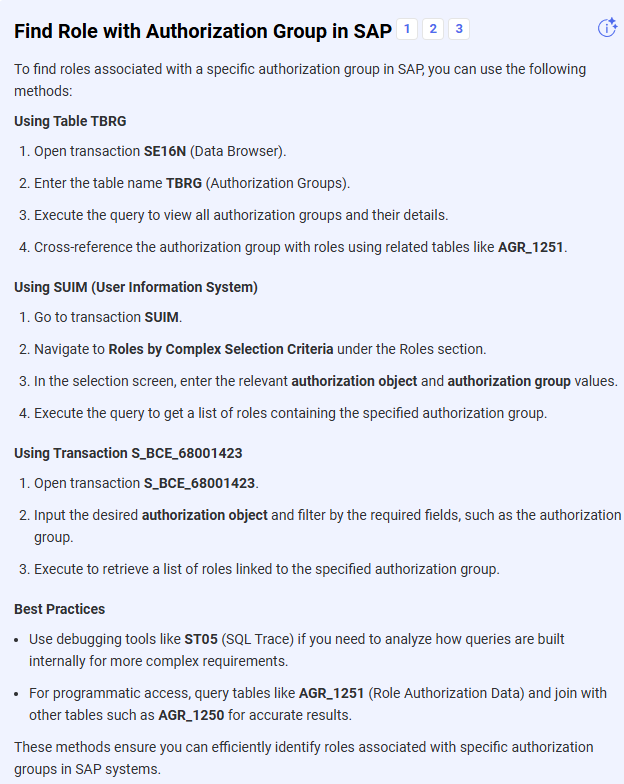 Find Role with Authorization Group in SAP 1 2 3
To find roles associated with a specific authorization group in SAP, you can use the following
methods:
Using Table TBRG
1. Open transaction SE16N (Data Browser).
2. Enter the table name TBRG (Authorization Groups).
3. Execute the query to view all authorization groups and their details.
4. Cross-reference the authorization group with roles using related tables like AGR_1251.
Using SUIM (User Information System)
1. Go to transaction SUIM.
2. Navigate to Roles by Complex Selection Criteria under the Roles section.
3. In the selection screen, enter the relevant authorization object and authorization group values.
4. Execute the query to get a list of roles containing the specified authorization group.
Using Transaction S_BCE_68001423
1. Open transaction S_BCE_68001423.
2. Input the desired authorization object and filter by the required fields, such as the authorization
group.
3. Execute to retrieve a list of roles linked to the specified authorization group.
Best Practices
• Use debugging tools like ST05 (SQL Trace) if you need to analyze how queries are built
internally for more complex requirements.
• For programmatic access, query tables like AGR_1251 (Role Authorization Data) and join with
other tables such as AGR_1250 for accurate results.
These methods ensure you can efficiently identify roles associated with specific authorization
groups in SAP systems.